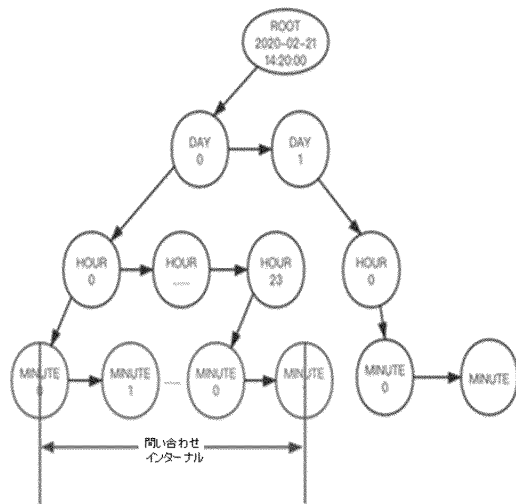 ROOT
2020-02-21
14:20:00
DAY
0
DAY
1
HOUR
0
HOUR
......
HOUR
23
HOUR
0
MINUTE
0
MINUTE
1
......
MINUTE
0
MINUTE
MINUTE
0
MINUTE
問い合わせ
インターナル